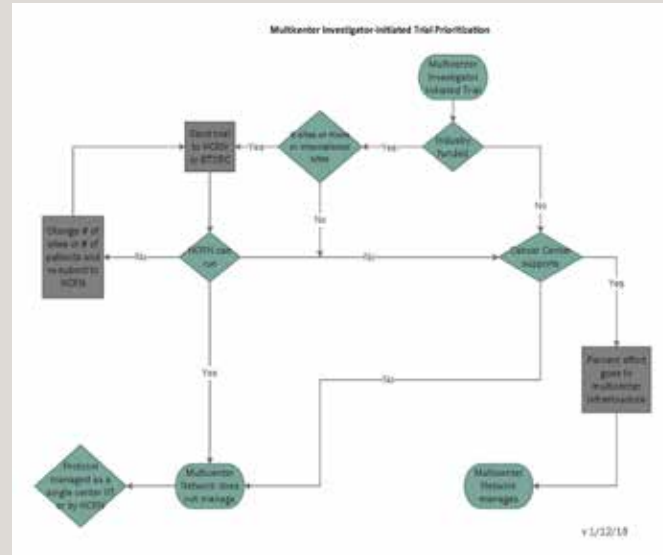 Multicenter Investigator-Initiated Trial Prioritization
Multicenter
Investigator
Initiated Trial
Industry
funded
Yes
sites or more
or international
sites
Yes
Send trial
to HCRN
No
No
Change # of
sites or # of
patients and
re-submit to
HCRN
No
HCRN can
run
No
Cancer Center
supports
Yes
Yes
No
Percent effort
goes to
multicenter
infrastructure
Protocol
managed as a
single center IIT
or by HCRN
Multicenter
Network does
not manage
Multicenter
Network
manages
v 1/12/18